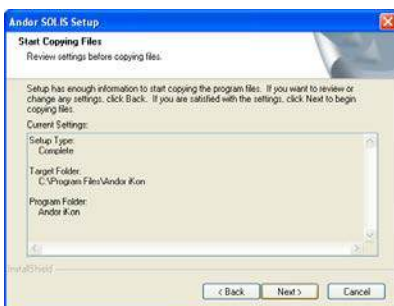 Andor SOLIS Setup
Start Copying Files
Review settings before copying files.
Setup has enough information to start copying the program files. If you want to review or
change any settings, click Back. If you are satisfied with the settings, click Next to begin
copying files.
Current Settings:
Setup Type:
Complete
Target Folder:
C:\Program Files\Andor iKon
Program Folder:
Andor iKon
InstallShield
< Back Next > Cancel